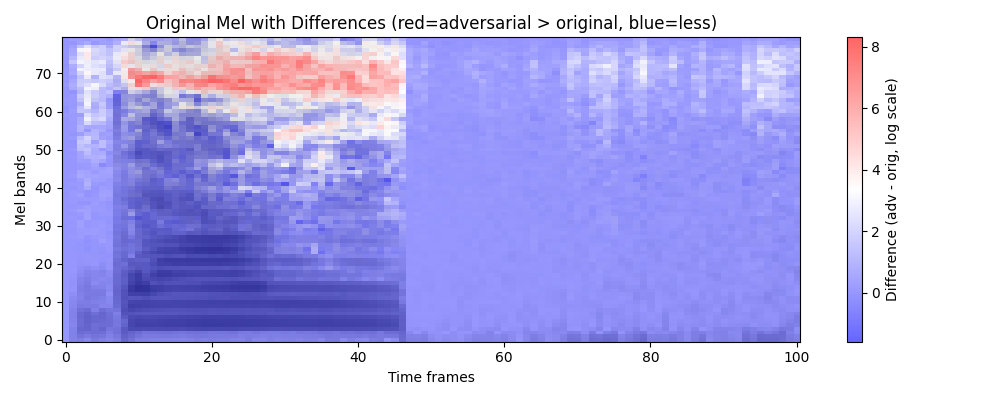 Original Mel with Differences (red=adversarial > original, blue=less)
Mel bands
70
60
50
40
30
20
10
0
0 20 40 60 80 100
Time frames
8
6
4
2
0
Difference (adv - orig, log scale)